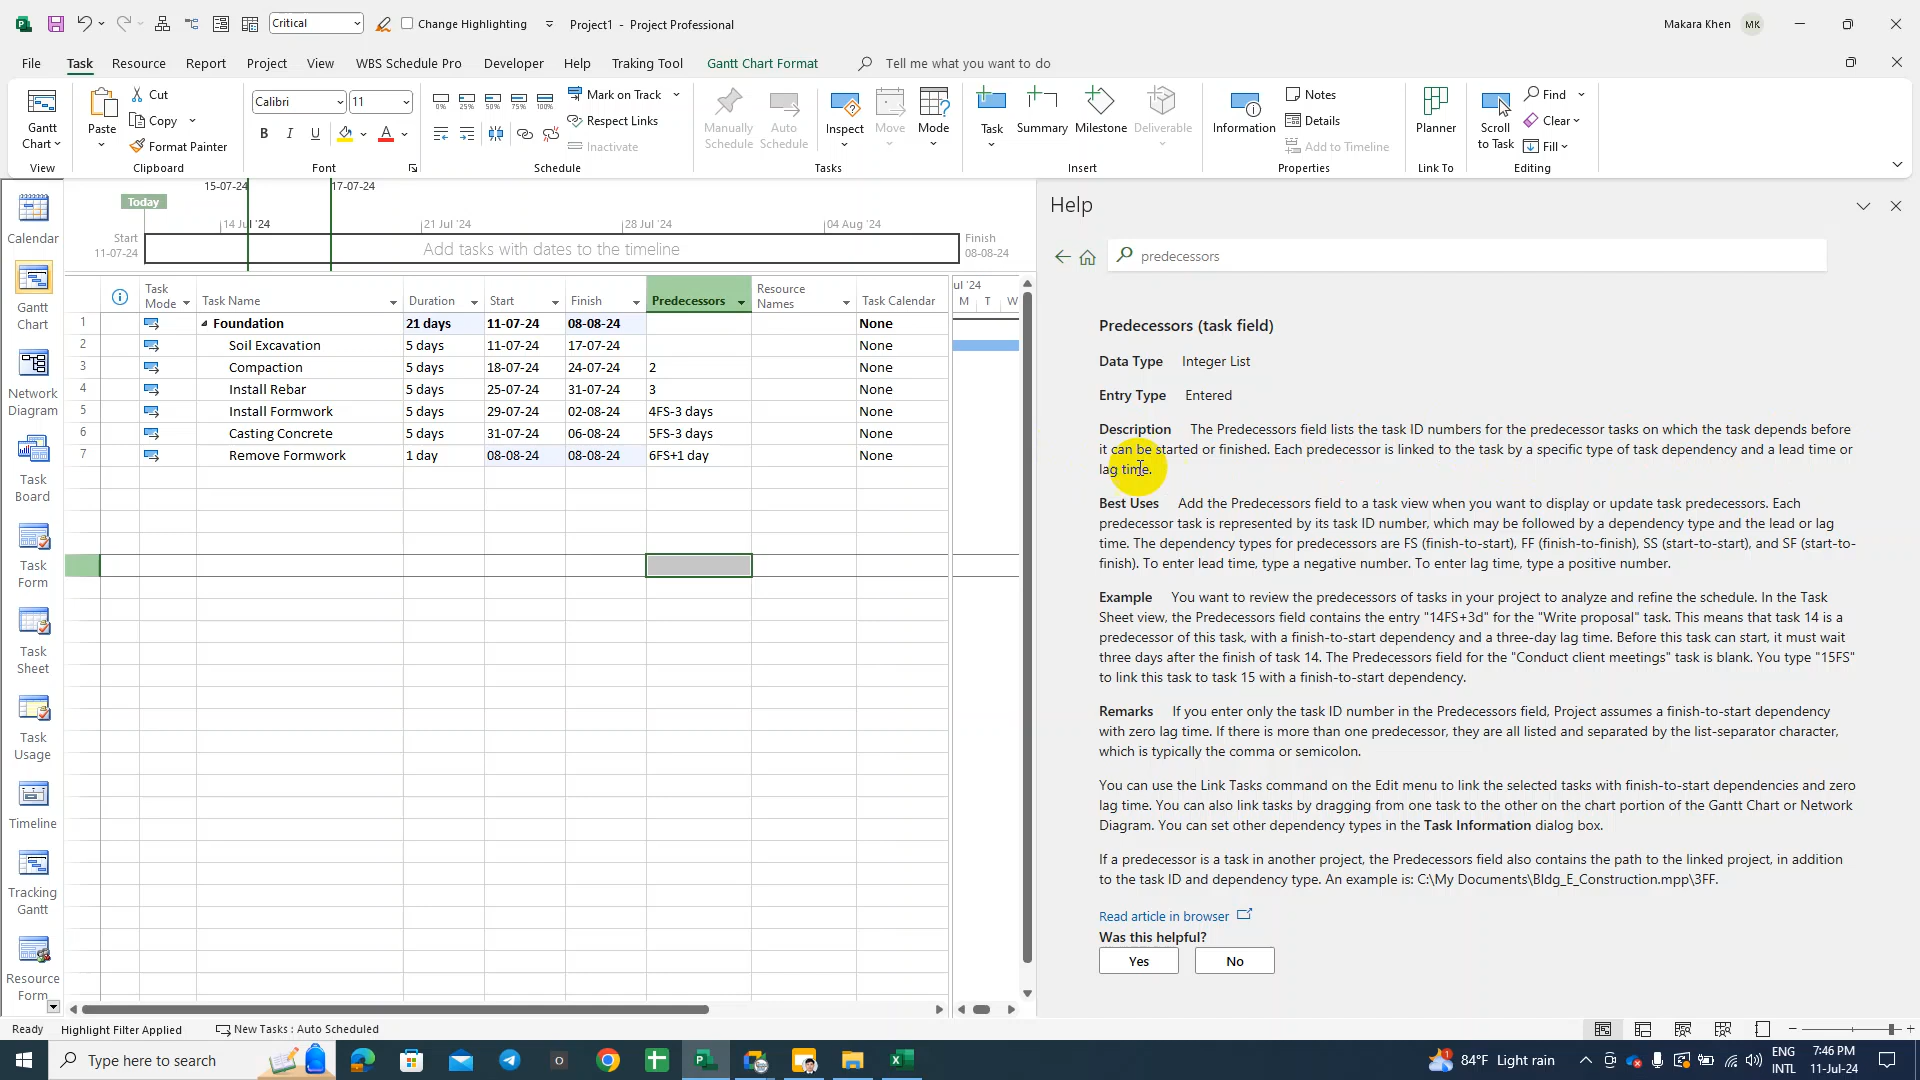 Critical
Change Highlighting
Project1 - Project Professional
Makara Khen
MK
File Task Resource Report Project View WBS Schedule Pro Developer Help Traking Tool Gantt Chart Format Tell me what you want to do
Gantt Chart
View
Paste
Cut
Copy
Format Painter
Clipboard
Calibri
11
B I U A
Font
0% 25% 50% 75% 100%
Mark on Track
Respect Links
Inactivate
Schedule
Manually Schedule
Auto Schedule
Inspect
Move
Mode
Tasks
Task
Summary
Milestone
Deliverable
Insert
Information
Notes
Details
Add to Timeline
Properties
Planner
Link To
Scroll to Task
Find
Clear
Fill
Editing
Calendar
Gantt Chart
Network Diagram
Task Board
Task Form
Task Sheet
Task Usage
Timeline
Tracking Gantt
Resource Form
15-07-24 17-07-24
Today
14 Jul '24 21 Jul '24 28 Jul '24 04 Aug '24
Start
11-07-24
Add tasks with dates to the timeline
Finish
08-08-24
Task Mode Task Name Duration Start Finish Predecessors Resource Names Task Calendar
ul '24
M T W
1 Foundation 21 days 11-07-24 08-08-24 None
2 Soil Excavation 5 days 11-07-24 17-07-24 None
3 Compaction 5 days 18-07-24 24-07-24 2 None
4 Install Rebar 5 days 25-07-24 31-07-24 3 None
5 Install Formwork 5 days 29-07-24 02-08-24 4FS-3 days None
6 Casting Concrete 5 days 31-07-24 06-08-24 5FS-3 days None
7 Remove Formwork 1 day 08-08-24 08-08-24 6FS+1 day None
Help
predecessors
Predecessors (task field)
Data Type Integer List
Entry Type Entered
Description The Predecessors field lists the task ID numbers for the predecessor tasks on which the task depends before
it can be started or finished. Each predecessor is linked to the task by a specific type of task dependency and a lead time or
lag time.
Best Uses Add the Predecessors field to a task view when you want to display or update task predecessors. Each
predecessor task is represented by its task ID number, which may be followed by a dependency type and the lead or lag
time. The dependency types for predecessors are FS (finish-to-start), FF (finish-to-finish), SS (start-to-start), and SF (start-to-
finish). To enter lead time, type a negative number. To enter lag time, type a positive number.
Example You want to review the predecessors of tasks in your project to analyze and refine the schedule. In the Task
Sheet view, the Predecessors field contains the entry "14FS+3d" for the "Write proposal" task. This means that task 14 is a
predecessor of this task, with a finish-to-start dependency and a three-day lag time. Before this task can start, it must wait
three days after the finish of task 14. The Predecessors field for the "Conduct client meetings" task is blank. You type "15FS"
to link this task to task 15 with a finish-to-start dependency.
Remarks If you enter only the task ID number in the Predecessors field, Project assumes a finish-to-start dependency
with zero lag time. If there is more than one predecessor, they are all listed and separated by the list-separator character,
which is typically the comma or semicolon.
You can use the Link Tasks command on the Edit menu to link the selected tasks with finish-to-start dependencies and zero
lag time. You can also link tasks by dragging from one task to the other on the chart portion of the Gantt Chart or Network
Diagram. You can set other dependency types in the Task Information dialog box.
If a predecessor is a task in another project, the Predecessors field also contains the path to the linked project, in addition
to the task ID and dependency type. An example is: C:\My Documents\Bldg_E_Construction.mpp\3FF.
Read article in browser
Was this helpful?
Yes No
Ready Highlight Filter Applied New Tasks : Auto Scheduled
Type here to search
84°F Light rain
ENG
INTL
7:46 PM
11-Jul-24